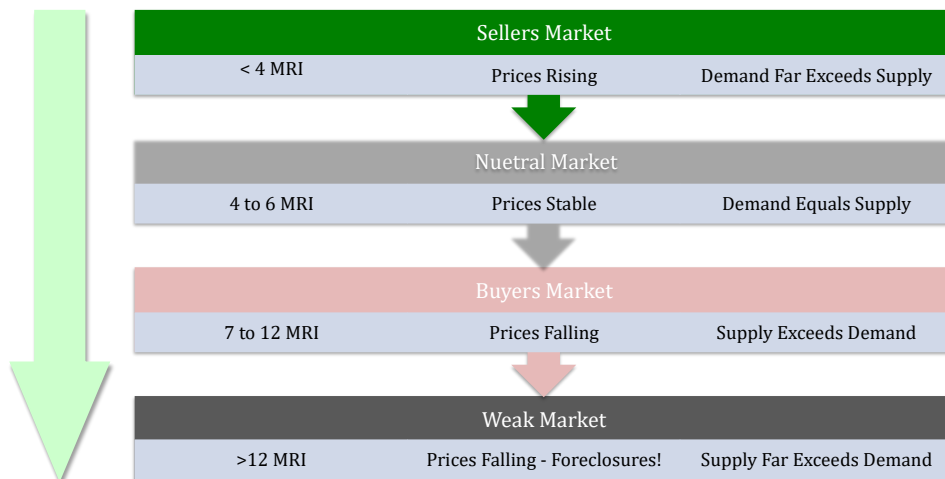 Sellers Market
< 4 MRI Prices Rising Demand Far Exceeds Supply
Nuetral Market
4 to 6 MRI Prices Stable Demand Equals Supply
Buyers Market
7 to 12 MRI Prices Falling Supply Exceeds Demand
Weak Market
>12 MRI Prices Falling - Foreclosures! Supply Far Exceeds Demand